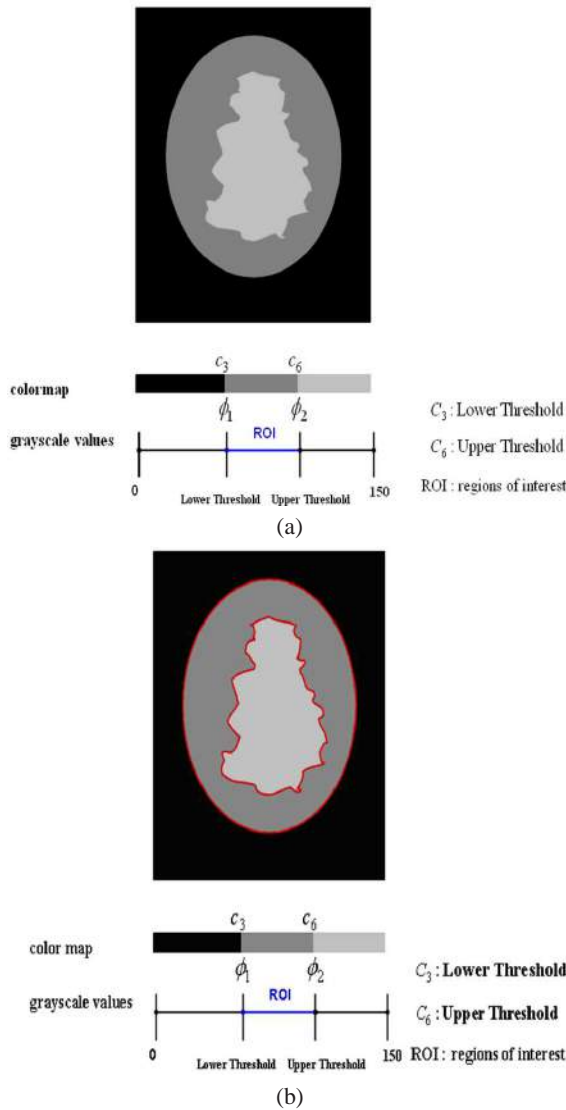 c₃ c₆
colormap
ϕ₁ ϕ₂
C₃ : Lower Threshold
grayscale values
ROI
C₆ : Upper Threshold
0 150
ROI : regions of interest
Lower Threshold Upper Threshold
(a)
c₃ c₆
color map
ϕ₁ ϕ₂
C₃ : Lower Threshold
grayscale values
ROI
C₆ : Upper Threshold
0 150 ROI : regions of interest
Lower Threshold Upper Threshold
(b)